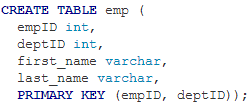 CREATE TABLE emp (
empID int,
deptID int,
first_name varchar,
last_name varchar,
PRIMARY KEY (empID, deptID));